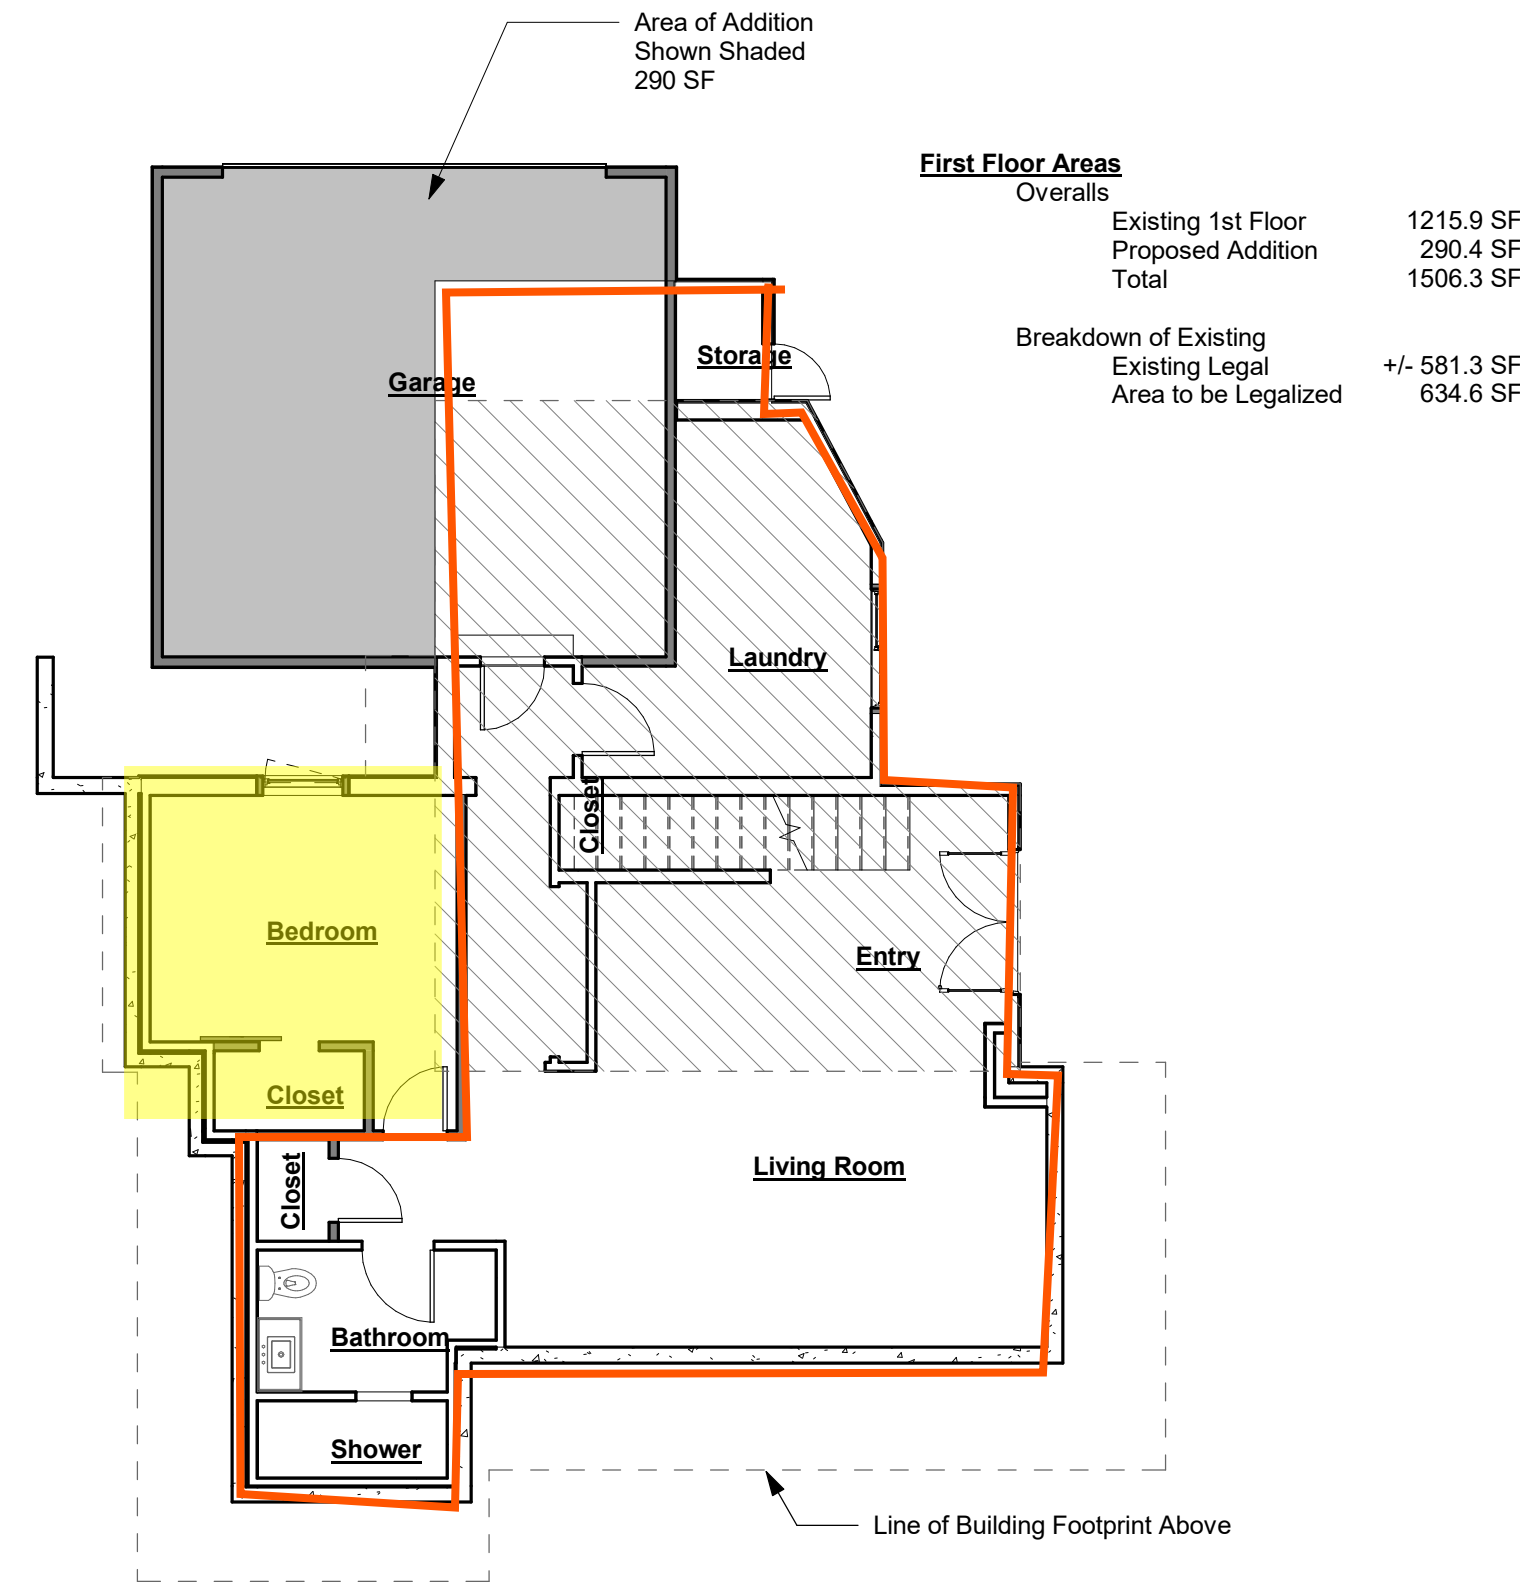 Area of Addition
Shown Shaded
290 SF
First Floor Areas
Overalls
Existing 1st Floor 1215.9 SF
Proposed Addition 290.4 SF
Total 1506.3 SF
Breakdown of Existing
Existing Legal +/- 581.3 SF
Area to be Legalized 634.6 SF
Storage
Garage
Laundry
Closet
Bedroom
Entry
Closet
Closet
Living Room
Bathroom
Shower
Line of Building Footprint Above